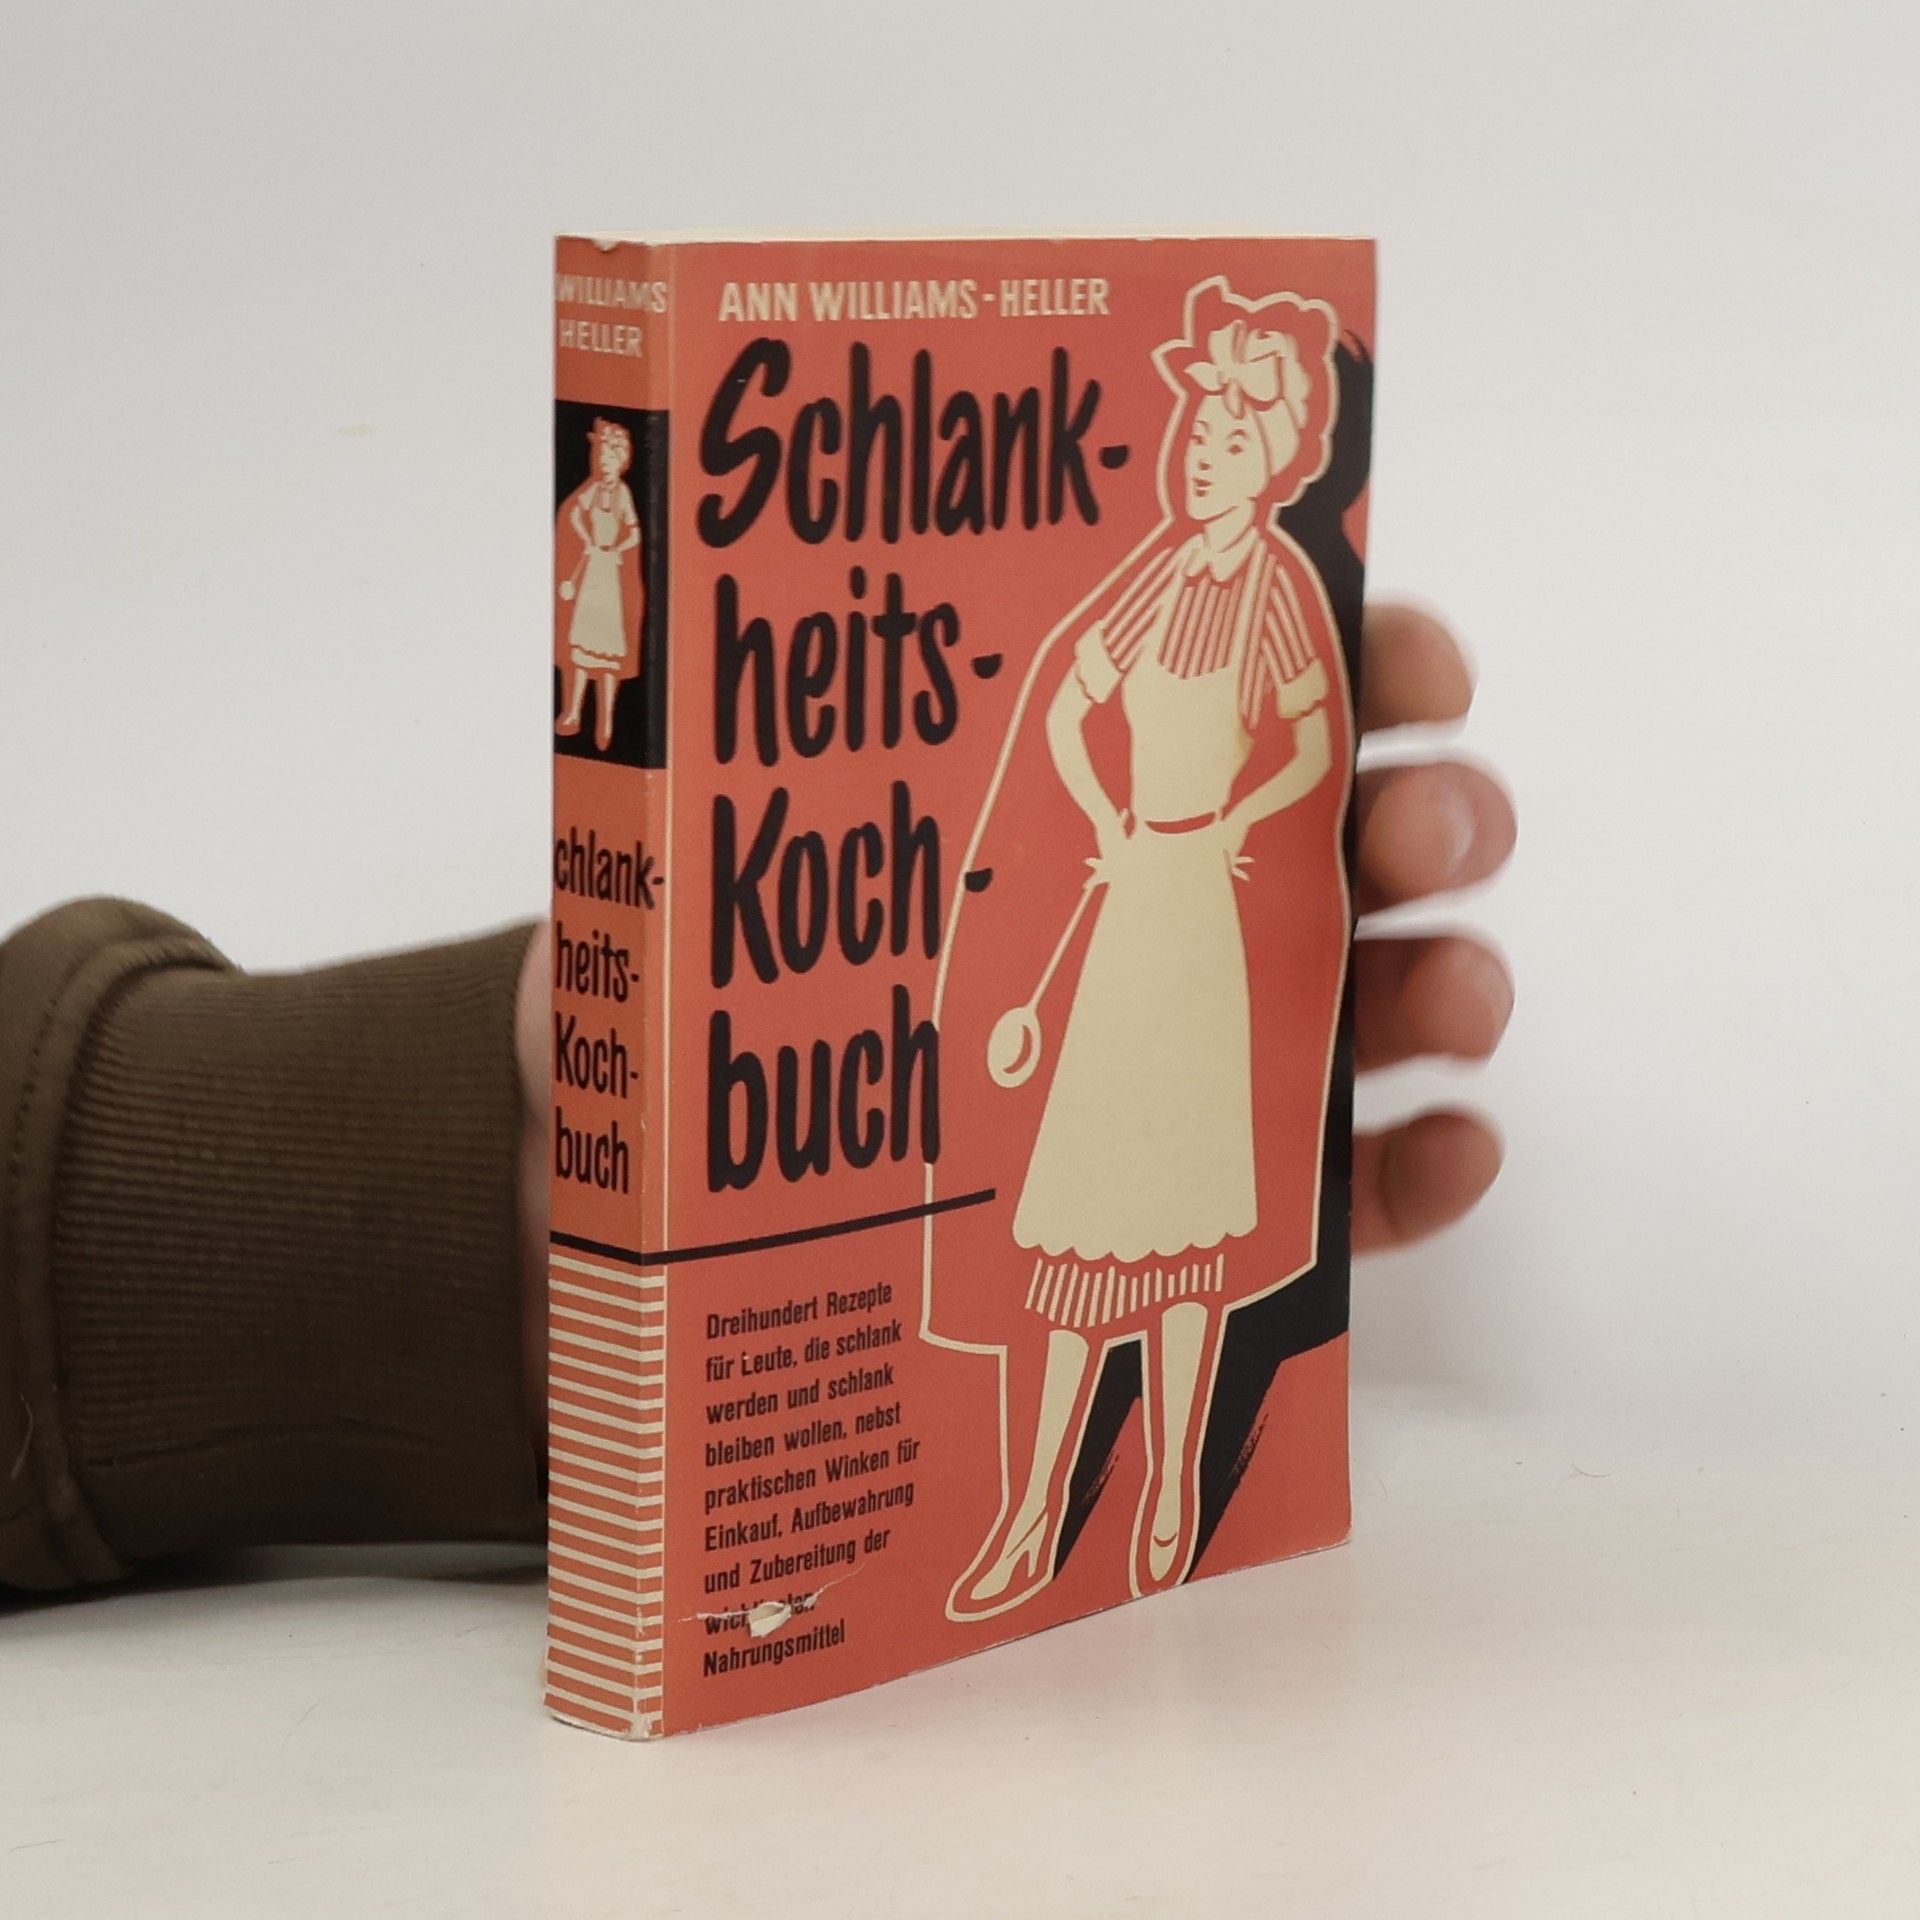 WILLIAMS
HELLER
chlank-
heits-
Koch-
buch
ANN WILLIAMS-HELLER
Schlank-
heits-
Koch-
buch
Dreihundert Rezepte
für Leute, die schlank
werden und schlank
bleiben wollen, nebst
praktischen Winken für
Einkauf, Aufbewahrung
und Zubereitung der
Nahrungsmittel